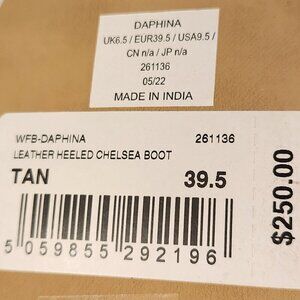 DAPHINA
UK6.5 / EUR39.5 / USA9.5 /
CN n/a / JP n/a
261136
05/22
MADE IN INDIA
WFB-DAPHINA 261136
LEATHER HEELED CHELSEA BOOT
TAN 39.5
5 059855 292196
$250.00